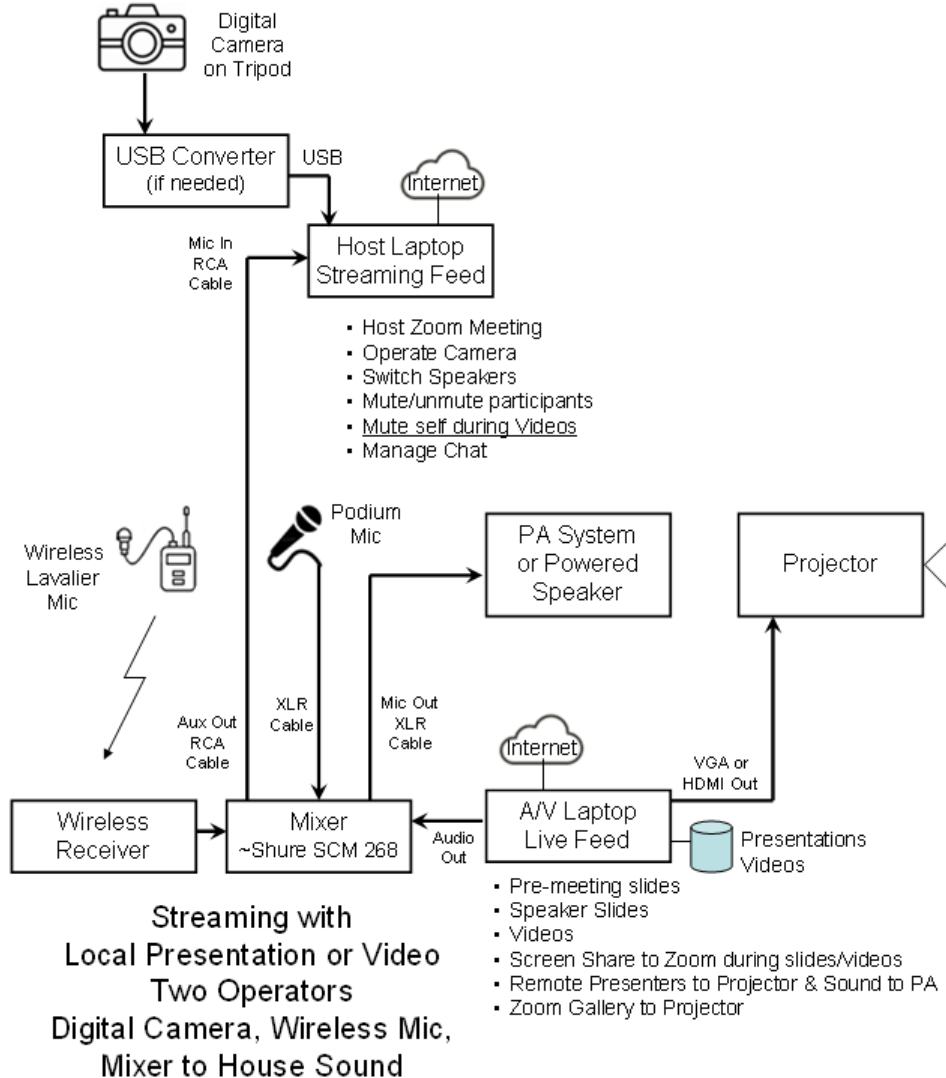 Digital
Camera
on Tripod
USB Converter
(if needed)
USB
Internet
Mic In
RCA
Cable
Host Laptop
Streaming Feed
▪ Host Zoom Meeting
▪ Operate Camera
▪ Switch Speakers
▪ Mute/unmute participants
▪ Mute self during Videos
▪ Manage Chat
Wireless
Lavalier
Mic
Podium
Mic
PA System
or Powered
Speaker
Projector
Aux Out
RCA
Cable
XLR
Cable
Mic Out
XLR
Cable
Internet
VGA or
HDMI Out
Wireless
Receiver
Mixer
~Shure SCM 268
Audio
Out
A/V Laptop
Live Feed
Presentations
Videos
▪ Pre-meeting slides
▪ Speaker Slides
▪ Videos
▪ Screen Share to Zoom during slides/videos
▪ Remote Presenters to Projector & Sound to PA
▪ Zoom Gallery to Projector
Streaming with
Local Presentation or Video
Two Operators
Digital Camera, Wireless Mic,
Mixer to House Sound